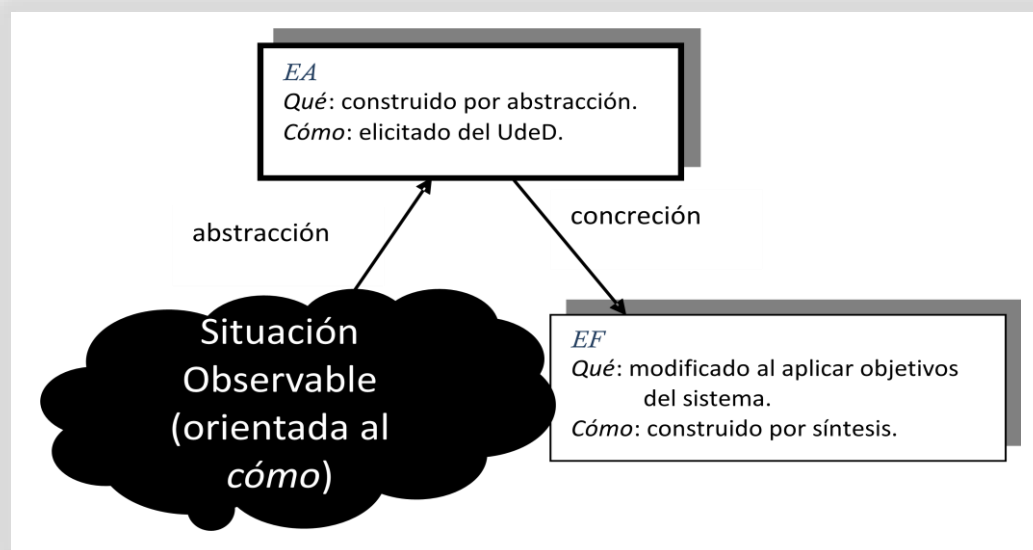 EA
Qué: construido por abstracción.
Cómo: elicitado del UdeD.
abstracción
concreción
Situación
Observable
(orientada al
cómo)
EF
Qué: modificado al aplicar objetivos
del sistema.
Cómo: construido por síntesis.